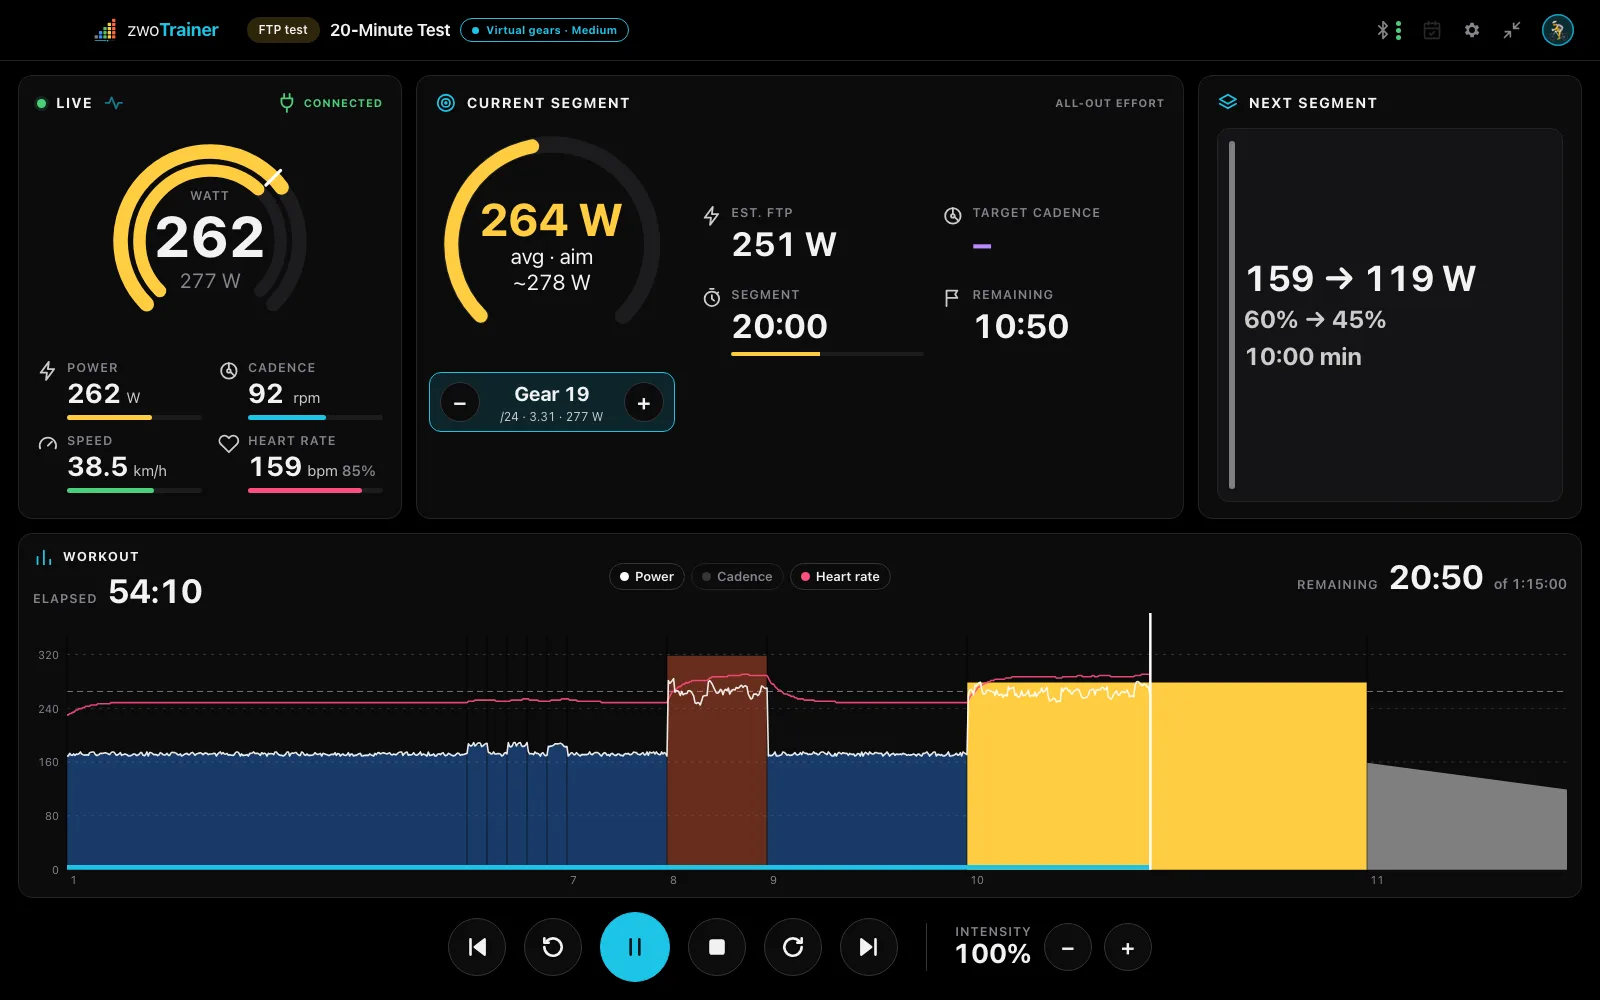 zwoTrainer
FTP test
20-Minute Test
Virtual gears · Medium
LIVE
CONNECTED
WATT
262
277 W
POWER
262 W
CADENCE
92 rpm
SPEED
38.5 km/h
HEART RATE
159 bpm 85%
CURRENT SEGMENT
ALL-OUT EFFORT
264 W
avg · aim
~278 W
EST. FTP
251 W
TARGET CADENCE
–
SEGMENT
20:00
REMAINING
10:50
– Gear 19 +
/24 · 3.31 · 277 W
NEXT SEGMENT
159 → 119 W
60% → 45%
10:00 min
WORKOUT
ELAPSED 54:10
Power
Cadence
Heart rate
REMAINING 20:50 of 1:15:00
320
240
160
80
0
1 7 8 9 10 11
INTENSITY
100% – +